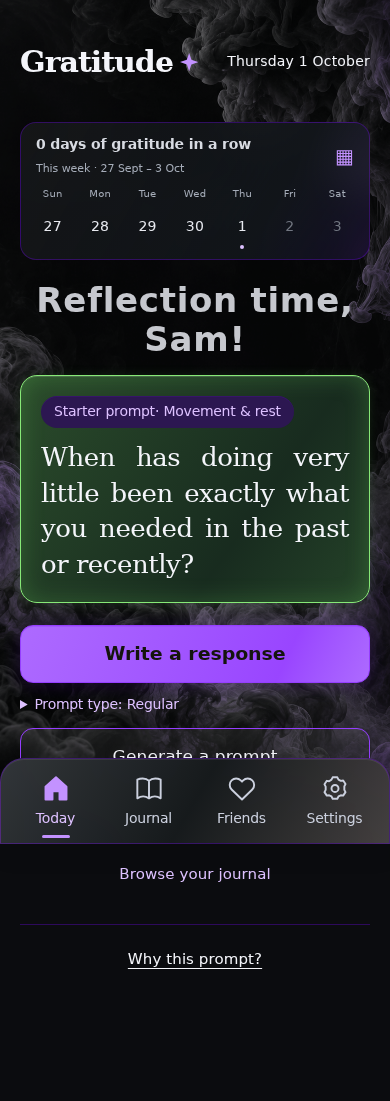 Gratitude
Thursday 1 October
0 days of gratitude in a row
This week · 27 Sept – 3 Oct
Sun Mon Tue Wed Thu Fri Sat
27 28 29 30 1 2 3
Reflection time,
Sam!
Starter prompt· Movement & rest
When has doing very
little been exactly what
you needed in the past
or recently?
Write a response
Prompt type: Regular
Generate a prompt
Today Journal Friends Settings
Browse your journal
Why this prompt?